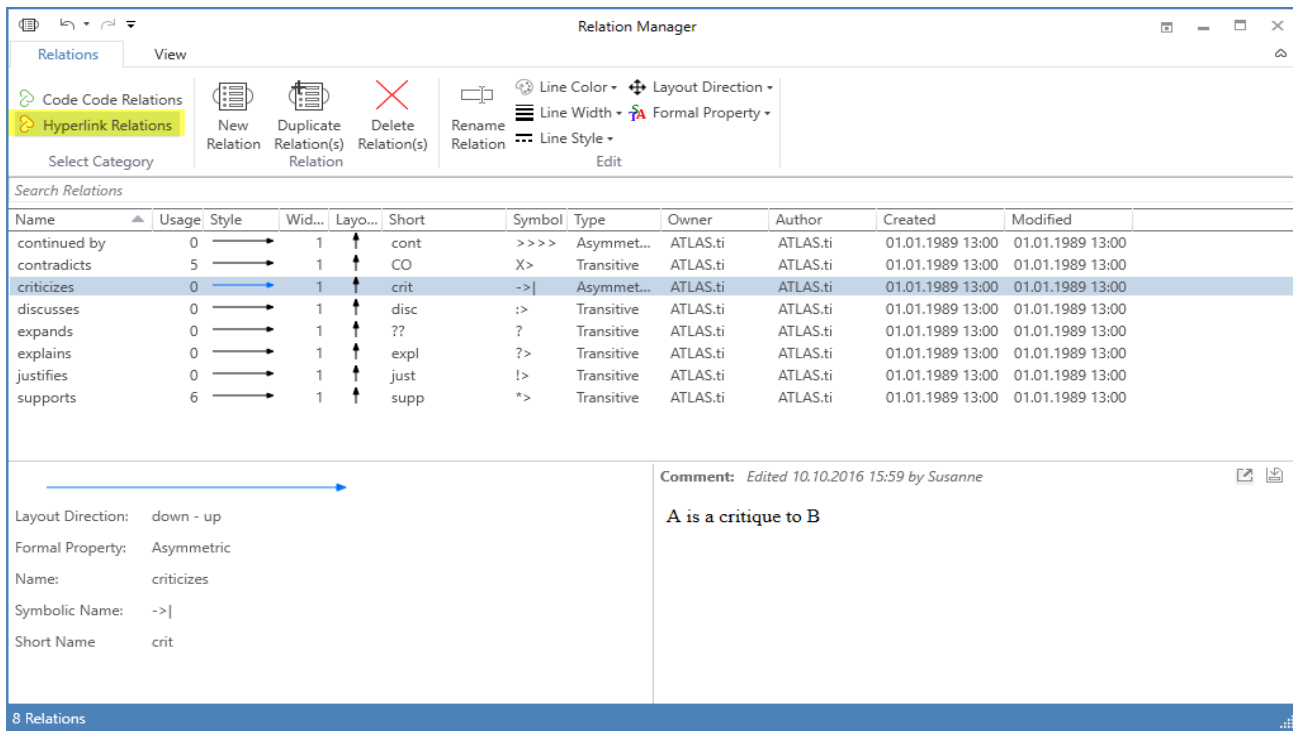 Relation Manager
Relations View
Code Code Relations
Hyperlink Relations
Select Category
New Relation
Duplicate Relation(s)
Delete Relation(s)
Relation
Rename Relation
Line Color
Layout Direction
Line Width
Formal Property
Line Style
Edit
Search Relations
Name Usage Style Wid... Layo... Short Symbol Type Owner Author Created Modified
continued by 0 1 cont >>>> Asymmet... ATLAS.ti ATLAS.ti 01.01.1989 13:00 01.01.1989 13:00
contradicts 5 1 CO X> Transitive ATLAS.ti ATLAS.ti 01.01.1989 13:00 01.01.1989 13:00
criticizes 0 1 crit ->| Asymmet... ATLAS.ti ATLAS.ti 01.01.1989 13:00 01.01.1989 13:00
discusses 0 1 disc :> Transitive ATLAS.ti ATLAS.ti 01.01.1989 13:00 01.01.1989 13:00
expands 0 1 ?? ? Transitive ATLAS.ti ATLAS.ti 01.01.1989 13:00 01.01.1989 13:00
explains 0 1 expl ?> Transitive ATLAS.ti ATLAS.ti 01.01.1989 13:00 01.01.1989 13:00
justifies 0 1 just !> Transitive ATLAS.ti ATLAS.ti 01.01.1989 13:00 01.01.1989 13:00
supports 6 1 supp *> Transitive ATLAS.ti ATLAS.ti 01.01.1989 13:00 01.01.1989 13:00
Layout Direction: down - up
Formal Property: Asymmetric
Name: criticizes
Symbolic Name: ->|
Short Name crit
Comment: Edited 10.10.2016 15:59 by Susanne
A is a critique to B
8 Relations